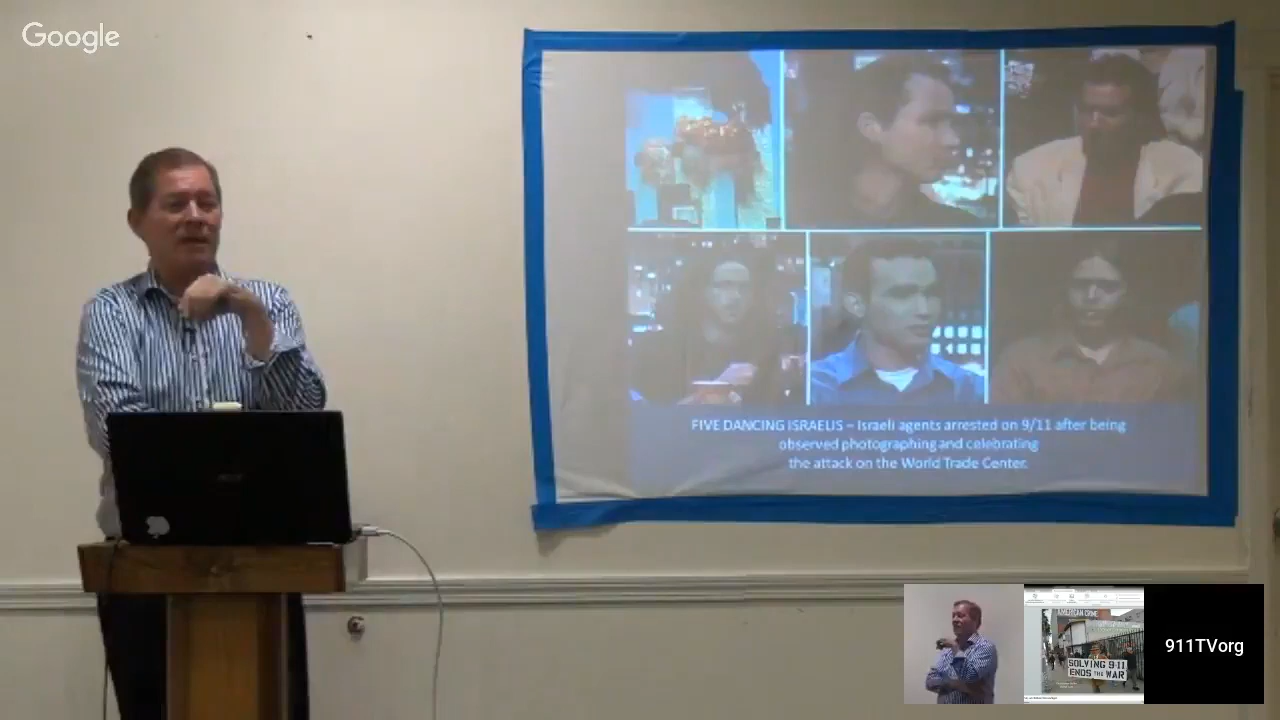 Google
FIVE DANCING ISRAELIS – Israeli agents arrested on 9/11 after being
observed photographing and celebrating
the attack on the World Trade Center.
AMERICAN CRIME
SOLVING 9-11
ENDS THE WAR
911TVorg